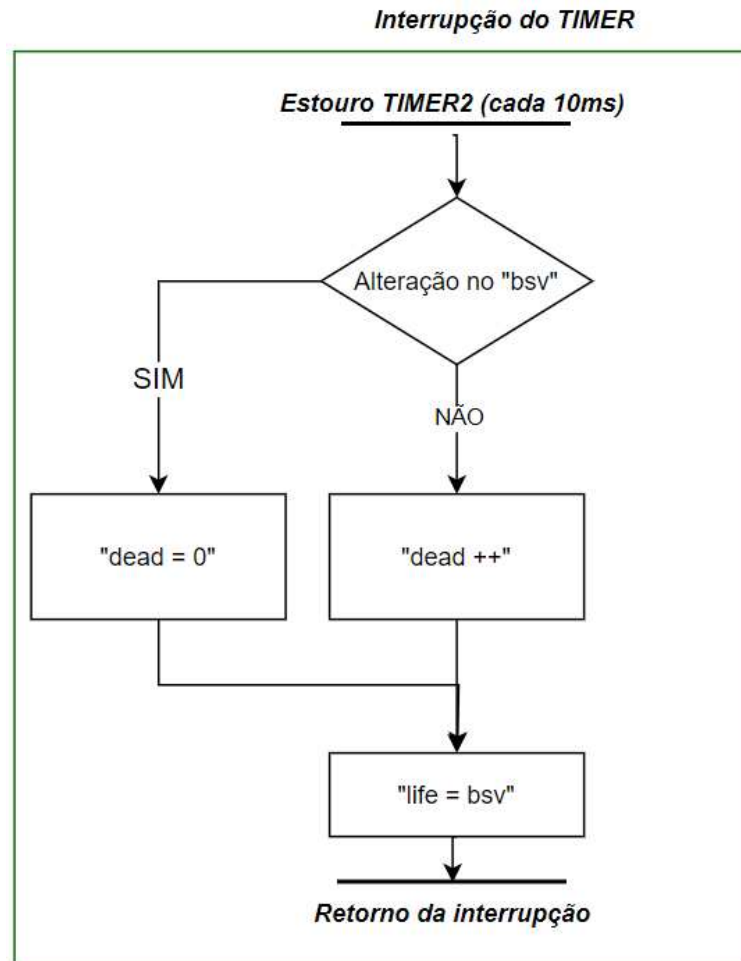 Interrupção do TIMER
Estouro TIMER2 (cada 10ms)
Alteração no "bsv"
SIM
NÃO
"dead = 0"
"dead ++"
"life = bsv"
Retorno da interrupção